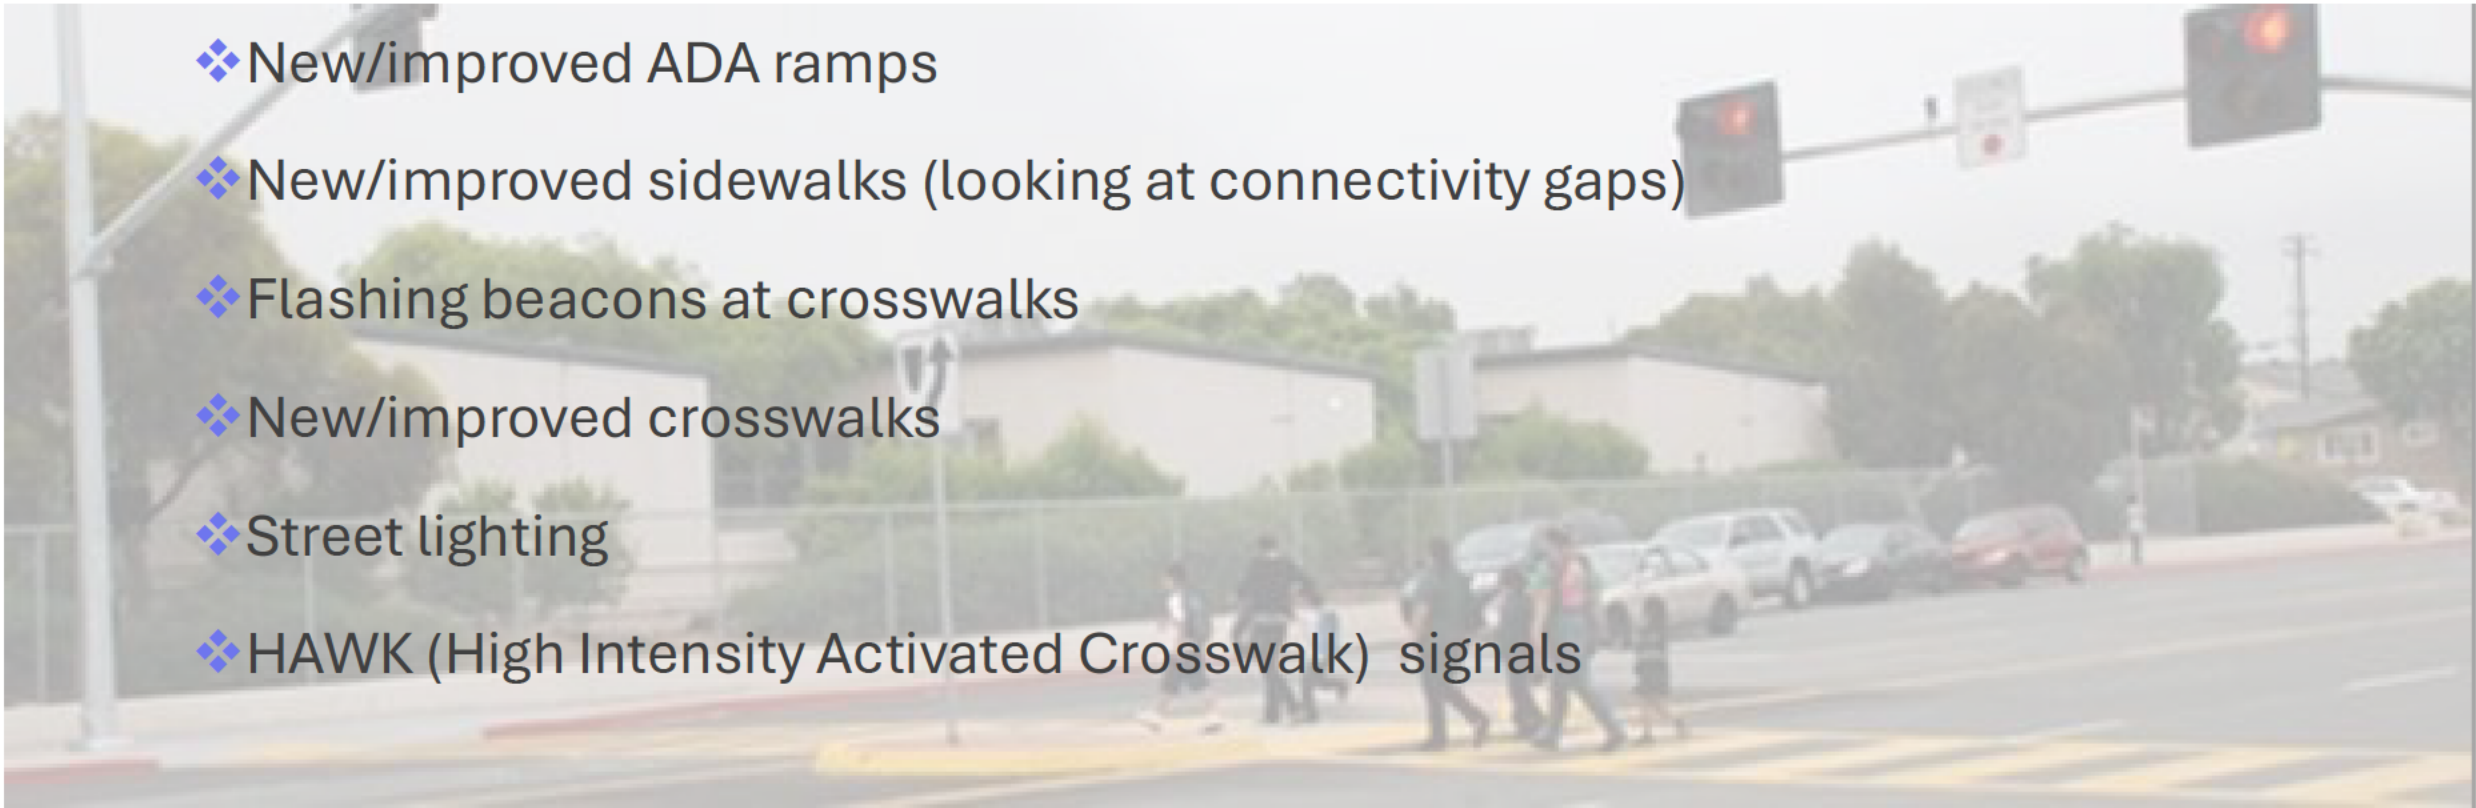 ❖New/improved ADA ramps
❖New/improved sidewalks (looking at connectivity gaps)
❖Flashing beacons at crosswalks
❖New/improved crosswalks
❖Street lighting
❖HAWK (High Intensity Activated Crosswalk)  signals